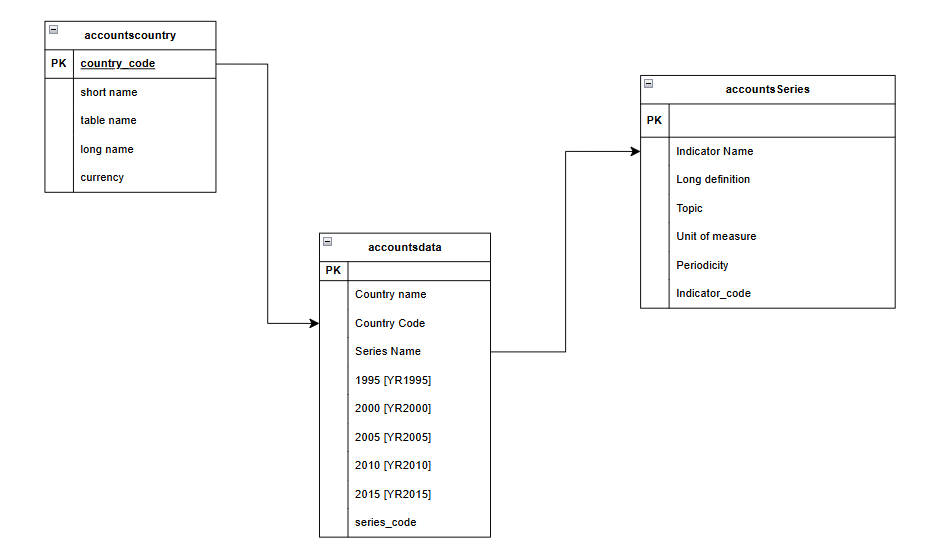 accountscountry
PK country_code
short name
table name
long name
currency
accountsSeries
PK
Indicator Name
Long definition
Topic
Unit of measure
Periodicity
Indicator_code
accountsdata
PK
Country name
Country Code
Series Name
1995 [YR1995]
2000 [YR2000]
2005 [YR2005]
2010 [YR2010]
2015 [YR2015]
series_code